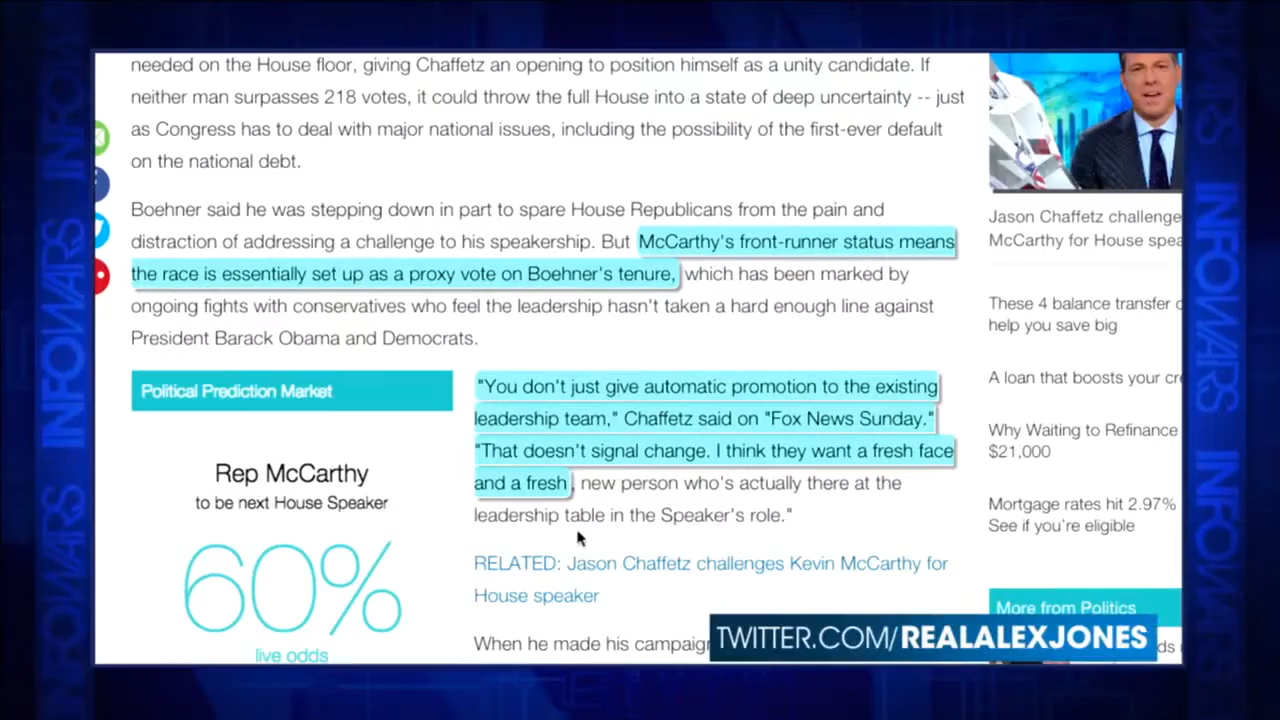 needed on the House floor, giving Chaffetz an opening to position himself as a unity candidate. If
neither man surpasses 218 votes, it could throw the full House into a state of deep uncertainty -- just
as Congress has to deal with major national issues, including the possibility of the first-ever default
on the national debt.
Boehner said he was stepping down in part to spare House Republicans from the pain and
distraction of addressing a challenge to his speakership. But McCarthy's front-runner status means
the race is essentially set up as a proxy vote on Boehner's tenure, which has been marked by
ongoing fights with conservatives who feel the leadership hasn't taken a hard enough line against
President Barack Obama and Democrats.
Political Prediction Market
Rep McCarthy
to be next House Speaker
60%
live odds
"You don't just give automatic promotion to the existing
leadership team," Chaffetz said on "Fox News Sunday."
"That doesn't signal change. I think they want a fresh face
and a fresh, new person who's actually there at the
leadership table in the Speaker's role."
RELATED: Jason Chaffetz challenges Kevin McCarthy for
House speaker
When he made his campaig
Jason Chaffetz challenge
McCarthy for House spea
These 4 balance transfer
help you save big
A loan that boosts your cr
Why Waiting to Refinance
$21,000
Mortgage rates hit 2.97%
See if you're eligible
More from Politics
TWITTER.COM/REALALEXJONES
INFOWARS
INFOWARS